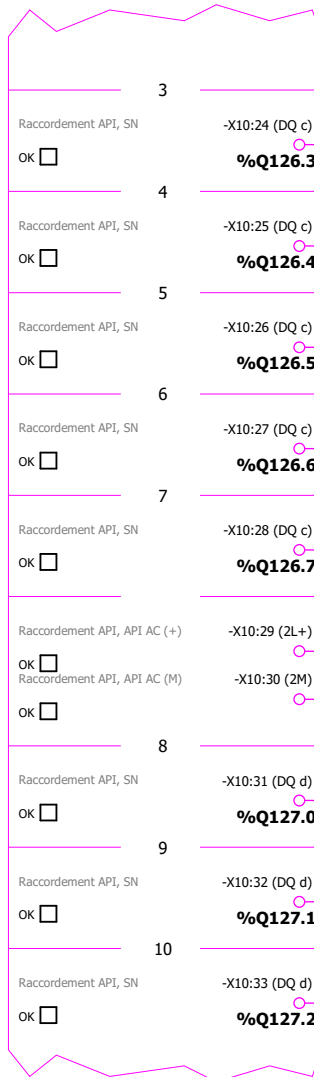 3
Raccordement API, SN -X10:24 (DQ c)
OK %Q126.3
4
Raccordement API, SN -X10:25 (DQ c)
OK %Q126.4
5
Raccordement API, SN -X10:26 (DQ c)
OK %Q126.5
6
Raccordement API, SN -X10:27 (DQ c)
OK %Q126.6
7
Raccordement API, SN -X10:28 (DQ c)
OK %Q126.7
Raccordement API, API AC (+) -X10:29 (2L+)
OK
Raccordement API, API AC (M) -X10:30 (2M)
OK
8
Raccordement API, SN -X10:31 (DQ d)
OK %Q127.0
9
Raccordement API, SN -X10:32 (DQ d)
OK %Q127.1
10
Raccordement API, SN -X10:33 (DQ d)
OK %Q127.2